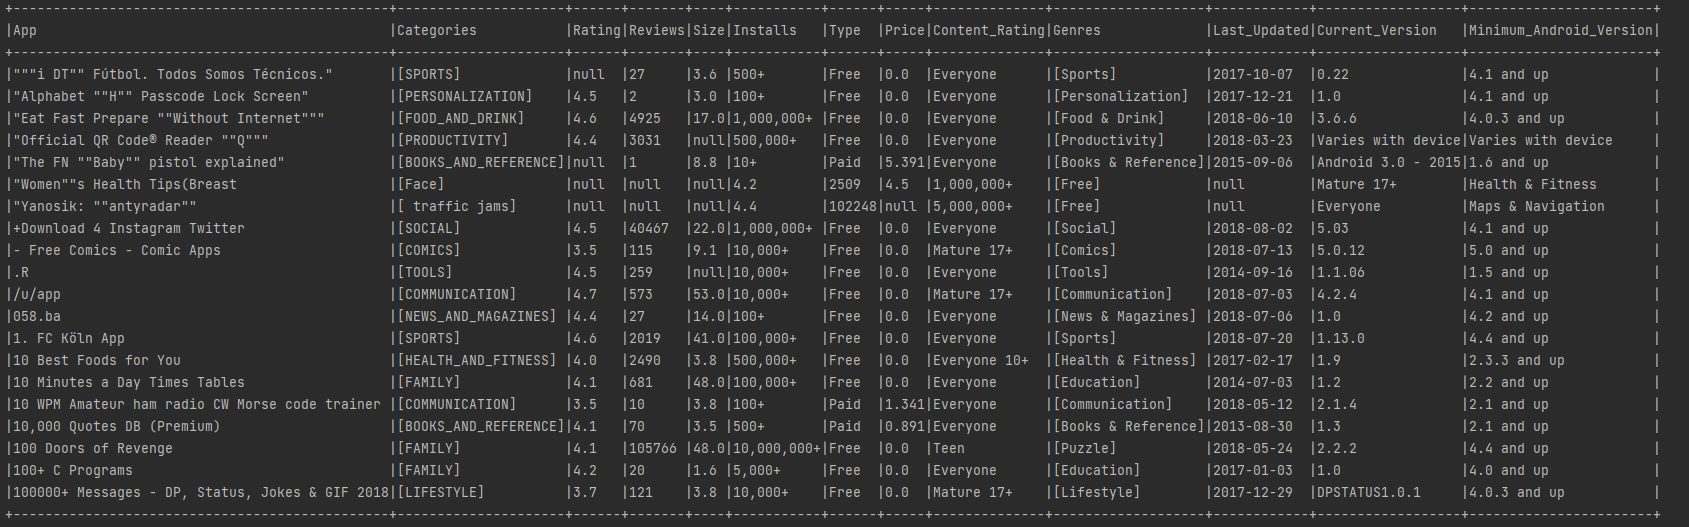 +-----------------------------------------------+---------------------+------+-------+----+-----------+------+-----+--------------+-------------------+------------+------------------+-----------------------+
|App                                            |Categories           |Rating|Reviews|Size|Installs   |Type  |Price|Content_Rating|Genres             |Last_Updated|Current_Version   |Minimum_Android_Version|
+-----------------------------------------------+---------------------+------+-------+----+-----------+------+-----+--------------+-------------------+------------+------------------+-----------------------+
|"""i DT"" Fútbol. Todos Somos Técnicos."       |[SPORTS]             |null  |27     |3.6 |500+       |Free  |0.0  |Everyone      |[Sports]           |2017-10-07  |0.22              |4.1 and up             |
|"Alphabet ""H"" Passcode Lock Screen"          |[PERSONALIZATION]    |4.5   |2      |3.0 |100+       |Free  |0.0  |Everyone      |[Personalization]  |2017-12-21  |1.0               |4.1 and up             |
|"Eat Fast Prepare ""Without Internet"""        |[FOOD_AND_DRINK]     |4.6   |4925   |17.0|1,000,000+ |Free  |0.0  |Everyone      |[Food & Drink]     |2018-06-10  |3.6.6             |4.0.3 and up           |
|"Official QR Code® Reader ""Q"""               |[PRODUCTIVITY]       |4.4   |3031   |null|500,000+   |Free  |0.0  |Everyone      |[Productivity]     |2018-03-23  |Varies with device|Varies with device     |
|"The FN ""Baby"" pistol explained"             |[BOOKS_AND_REFERENCE]|null  |1      |8.8 |10+        |Paid  |5.391|Everyone      |[Books & Reference]|2015-09-06  |Android 3.0 - 2015|1.6 and up             |
|"Women""s Health Tips(Breast                   |[Face]               |null  |null   |null|4.2        |2509  |4.5  |1,000,000+    |[Free]             |null        |Mature 17+        |Health & Fitness       |
|"Yanosik: ""antyradar""                        |[ traffic jams]      |null  |null   |null|4.4        |102248|null |5,000,000+    |[Free]             |null        |Everyone          |Maps & Navigation      |
|+Download 4 Instagram Twitter                  |[SOCIAL]             |4.5   |40467  |22.0|1,000,000+ |Free  |0.0  |Everyone      |[Social]           |2018-08-02  |5.03              |4.1 and up             |
|- Free Comics - Comic Apps                     |[COMICS]             |3.5   |115    |9.1 |10,000+    |Free  |0.0  |Mature 17+    |[Comics]           |2018-07-13  |5.0.12            |5.0 and up             |
|.R                                             |[TOOLS]              |4.5   |259    |null|10,000+    |Free  |0.0  |Everyone      |[Tools]            |2014-09-16  |1.1.06            |1.5 and up             |
|/u/app                                         |[COMMUNICATION]      |4.7   |573    |53.0|10,000+    |Free  |0.0  |Mature 17+    |[Communication]    |2018-07-03  |4.2.4             |4.1 and up             |
|058.ba                                         |[NEWS_AND_MAGAZINES] |4.4   |27     |14.0|100+       |Free  |0.0  |Everyone      |[News & Magazines] |2018-07-06  |1.0               |4.2 and up             |
|1. FC Köln App                                 |[SPORTS]             |4.6   |2019   |41.0|100,000+   |Free  |0.0  |Everyone      |[Sports]           |2018-07-20  |1.13.0            |4.4 and up             |
|10 Best Foods for You                          |[HEALTH_AND_FITNESS] |4.0   |2490   |3.8 |500,000+   |Free  |0.0  |Everyone 10+  |[Health & Fitness] |2017-02-17  |1.9               |2.3.3 and up           |
|10 Minutes a Day Times Tables                  |[FAMILY]             |4.1   |681    |48.0|100,000+   |Free  |0.0  |Everyone      |[Education]        |2014-07-03  |1.2               |2.2 and up             |
|10 WPM Amateur ham radio CW Morse code trainer |[COMMUNICATION]      |3.5   |10     |3.8 |100+       |Paid  |1.341|Everyone      |[Communication]    |2018-05-12  |2.1.4             |2.1 and up             |
|10,000 Quotes DB (Premium)                     |[BOOKS_AND_REFERENCE]|4.1   |70     |3.5 |500+       |Paid  |0.891|Everyone      |[Books & Reference]|2013-08-30  |1.3               |2.1 and up             |
|100 Doors of Revenge                           |[FAMILY]             |4.1   |105766 |48.0|10,000,000+|Free  |0.0  |Teen          |[Puzzle]           |2018-05-24  |2.2.2             |4.4 and up             |
|100+ C Programs                                |[FAMILY]             |4.2   |20     |1.6 |5,000+     |Free  |0.0  |Everyone      |[Education]        |2017-01-03  |1.0               |4.0 and up             |
|100000+ Messages - DP, Status, Jokes & GIF 2018|[LIFESTYLE]          |3.7   |121    |3.8 |10,000+    |Free  |0.0  |Mature 17+    |[Lifestyle]        |2017-12-29  |DPSTATUS1.0.1     |4.0.3 and up           |
+-----------------------------------------------+---------------------+------+-------+----+-----------+------+-----+--------------+-------------------+------------+------------------+-----------------------+